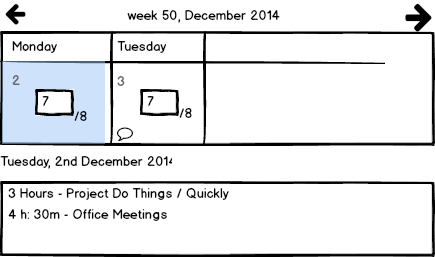 week 50, December 2014
Monday Tuesday
2 3
7 /8 7 /8
Tuesday, 2nd December 2014
3 Hours - Project Do Things / Quickly
4 h: 30m - Office Meetings